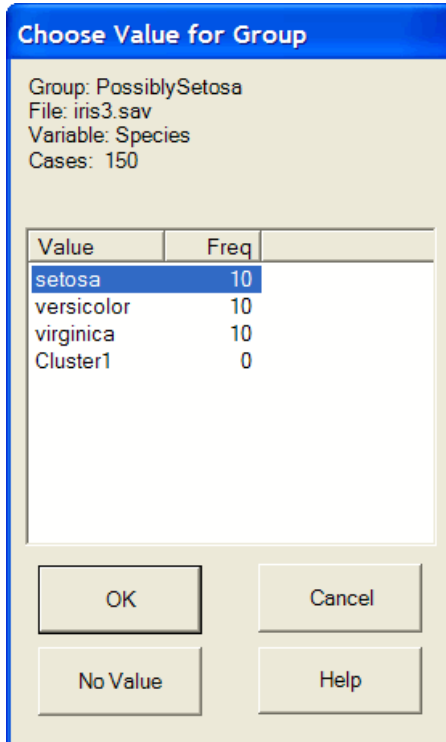 Choose Value for Group
Group: PossiblySetosa
File: iris3.sav
Variable: Species
Cases: 150
Value Freq
setosa 10
versicolor 10
virginica 10
Cluster1 0
OK Cancel
No Value Help